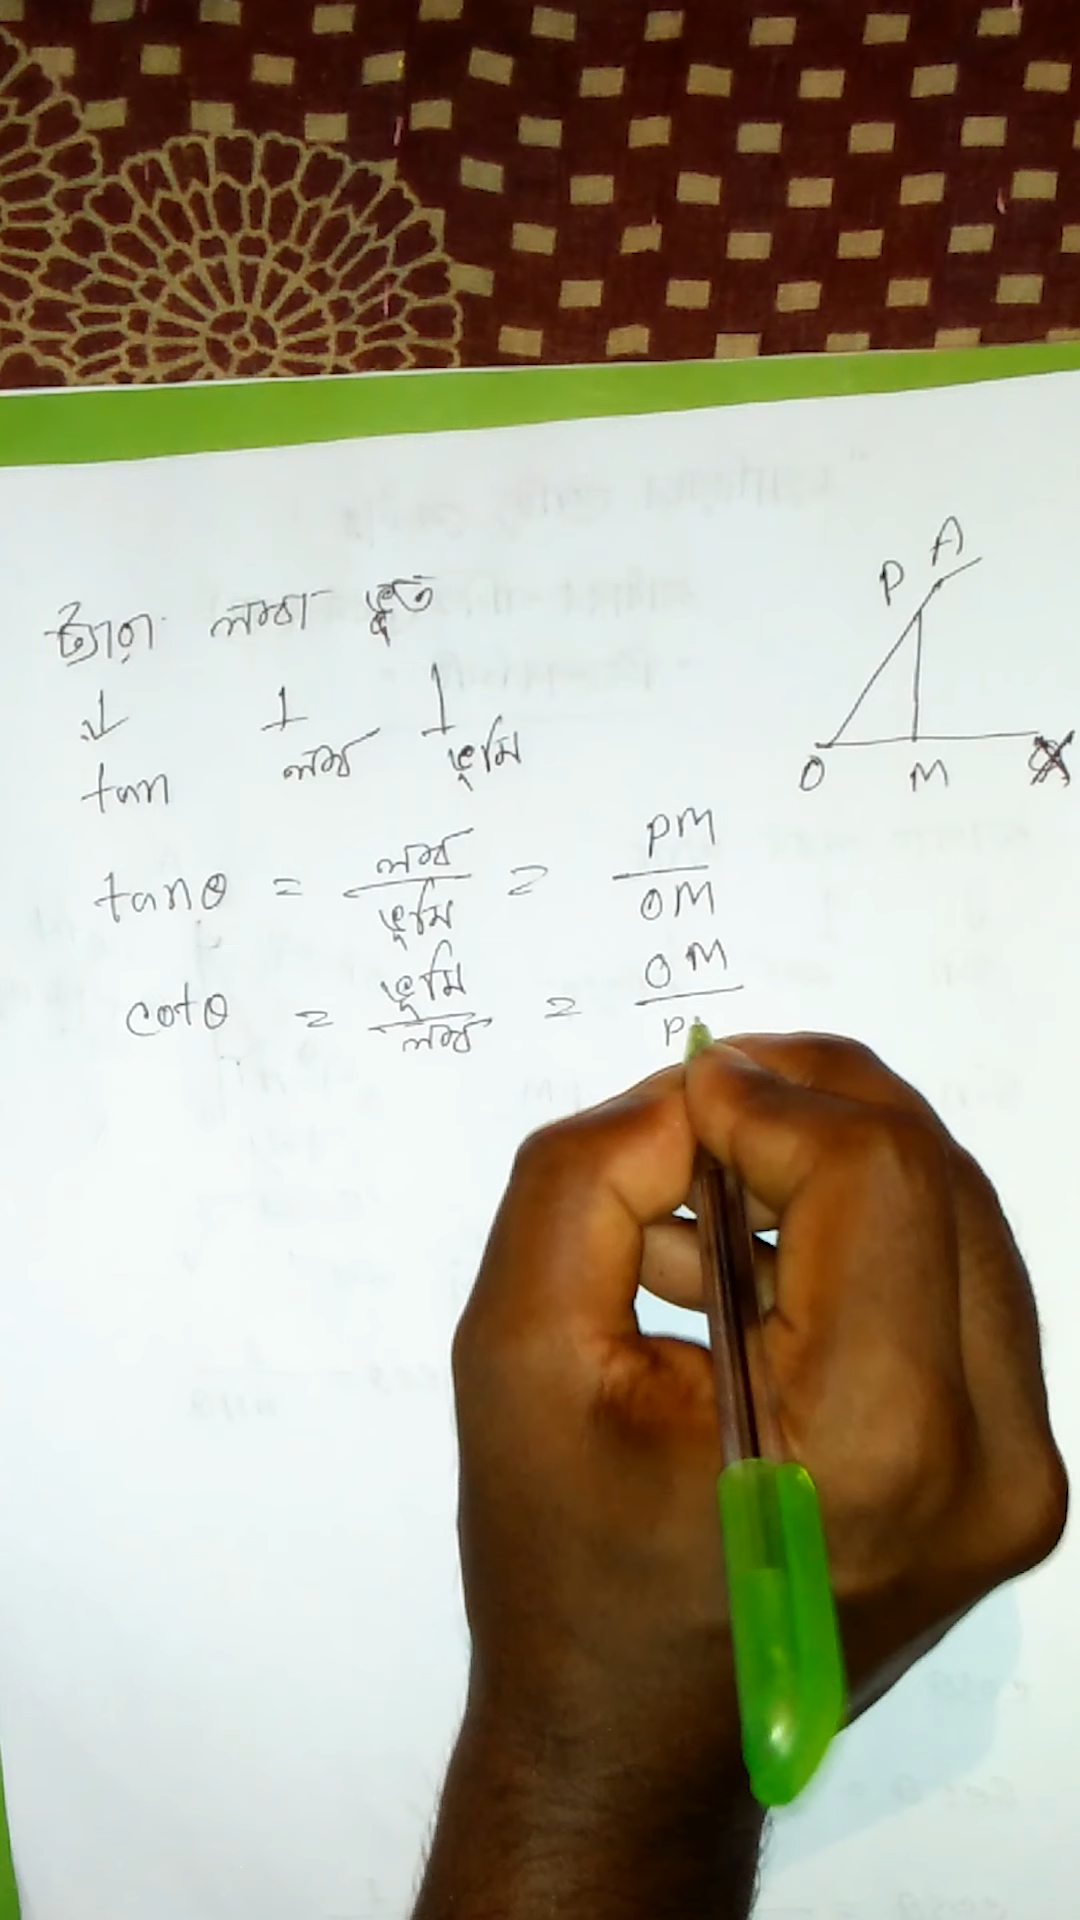 ট্যারা লম্বা ভূত
↓ ↓ ↓
tan লম্ব ভূমি
tanθ = লম্ব/ভূমি = PM/OM
cotθ = ভূমি/লম্ব = OM/P
A
P
O M